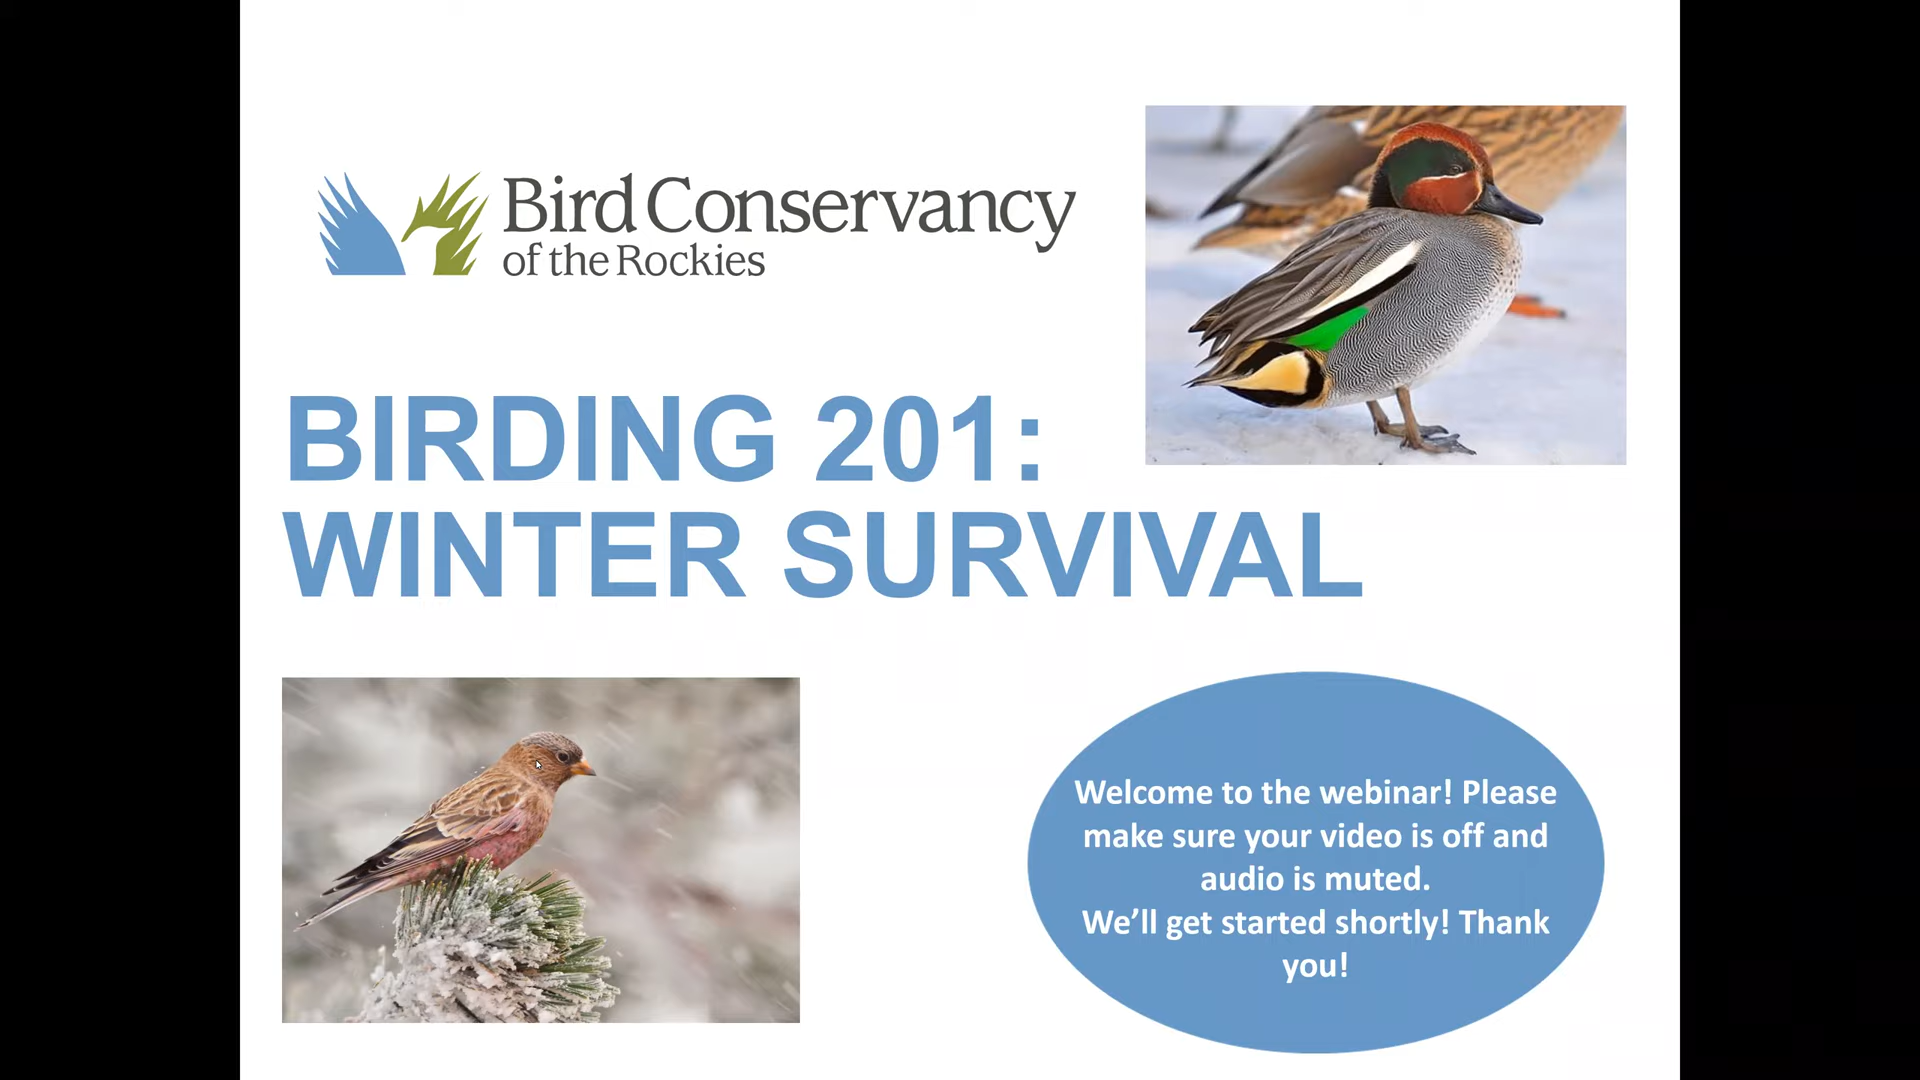 Bird Conservancy
of the Rockies
BIRDING 201:
WINTER SURVIVAL
Welcome to the webinar! Please
make sure your video is off and
audio is muted.
We’ll get started shortly! Thank
you!